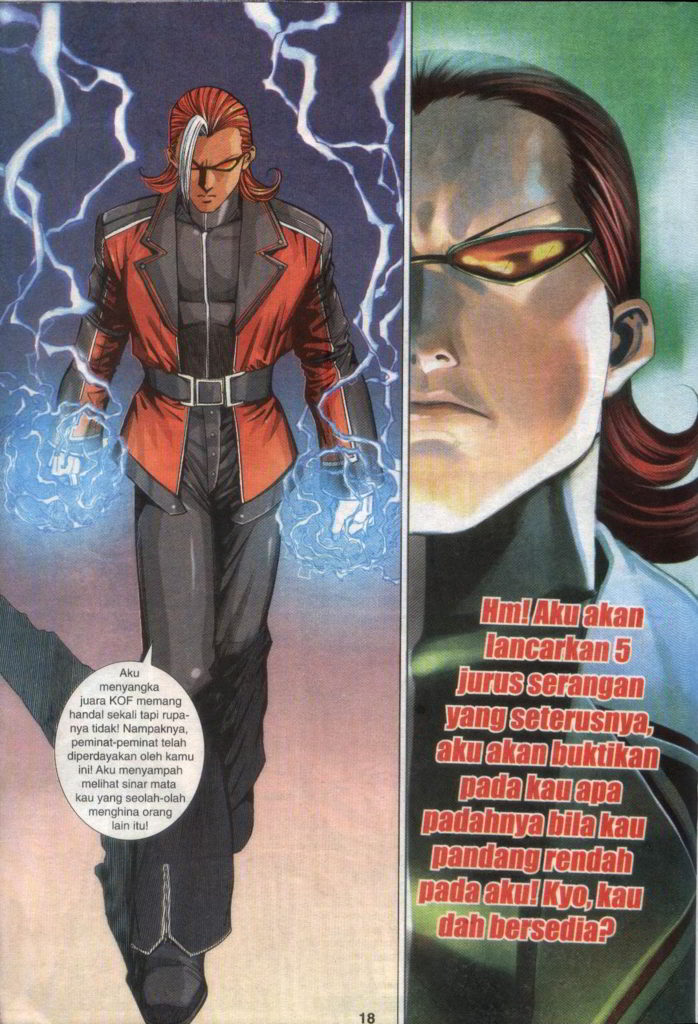 Aku
menyangka
juara KOF memang
handal sekali tapi rupa-
nya tidak! Nampaknya,
peminat-peminat telah
diperdayakan oleh kamu
ini! Aku menyampah
melihat sinar mata
kau yang seolah-olah
menghina orang
lain itu!
Hm! Aku akan
lancarkan 5
jurus serangan
yang seterusnya,
aku akan buktikan
pada kau apa
padahnya bila kau
pandang rendah
pada aku! Kyo, kau
dah bersedia?
18